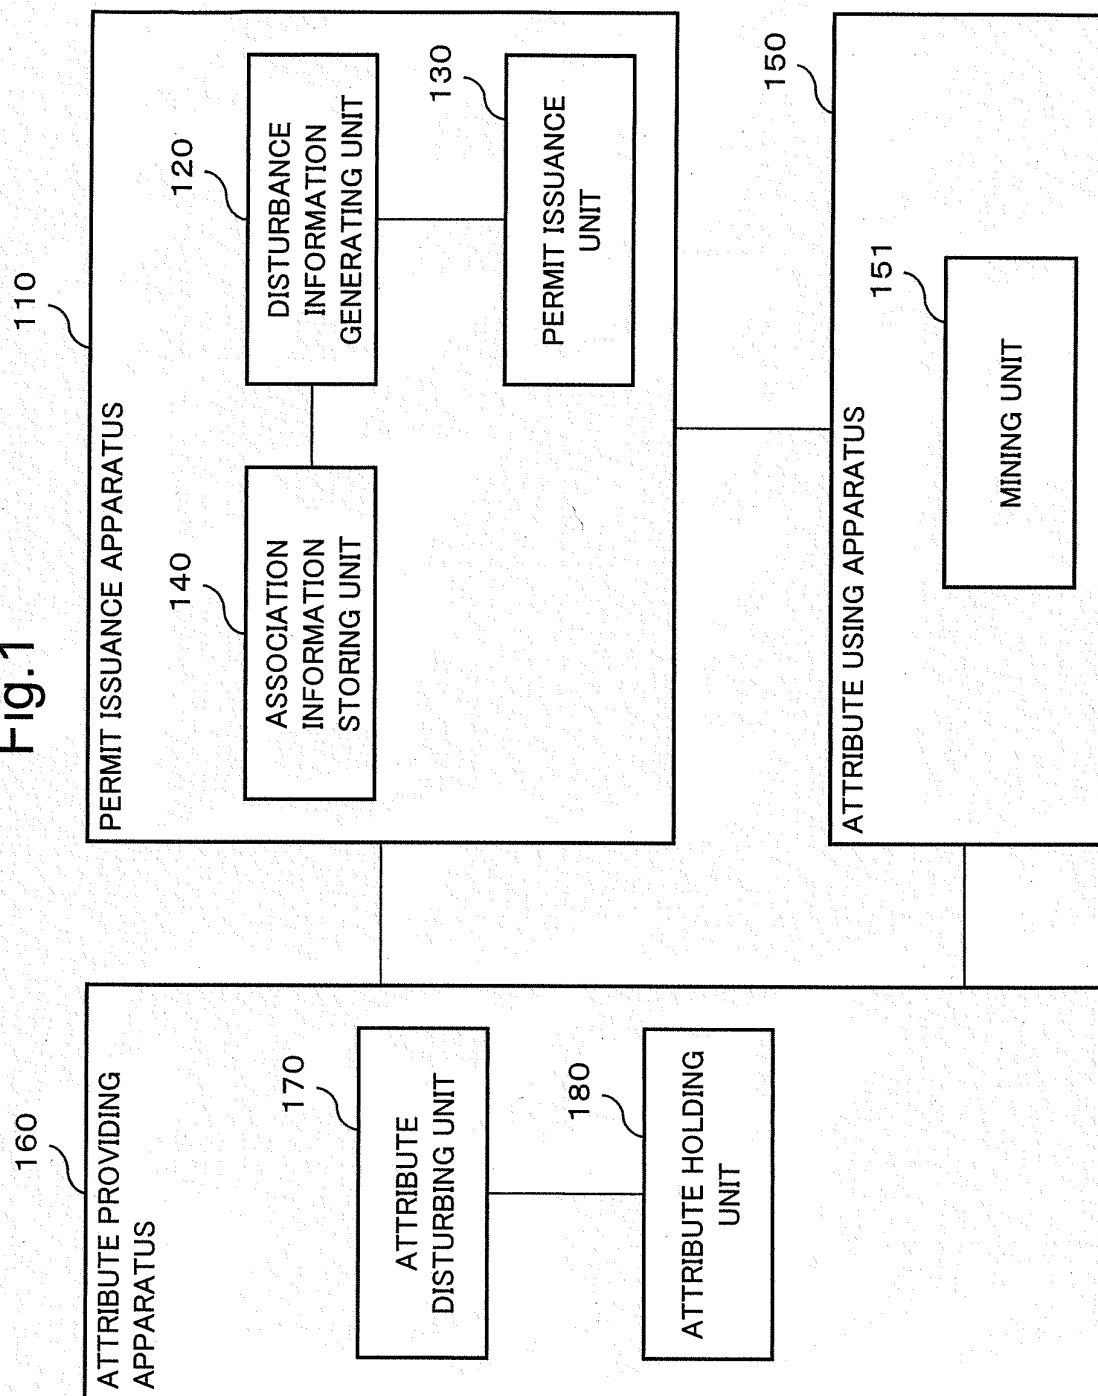 Fig.1
110
PERMIT ISSUANCE APPARATUS
140
ASSOCIATION
INFORMATION
STORING UNIT
120
DISTURBANCE
INFORMATION
GENERATING UNIT
130
PERMIT ISSUANCE
UNIT
160
ATTRIBUTE PROVIDING
APPARATUS
170
ATTRIBUTE
DISTURBING UNIT
180
ATTRIBUTE HOLDING
UNIT
150
ATTRIBUTE USING APPARATUS
151
MINING UNIT